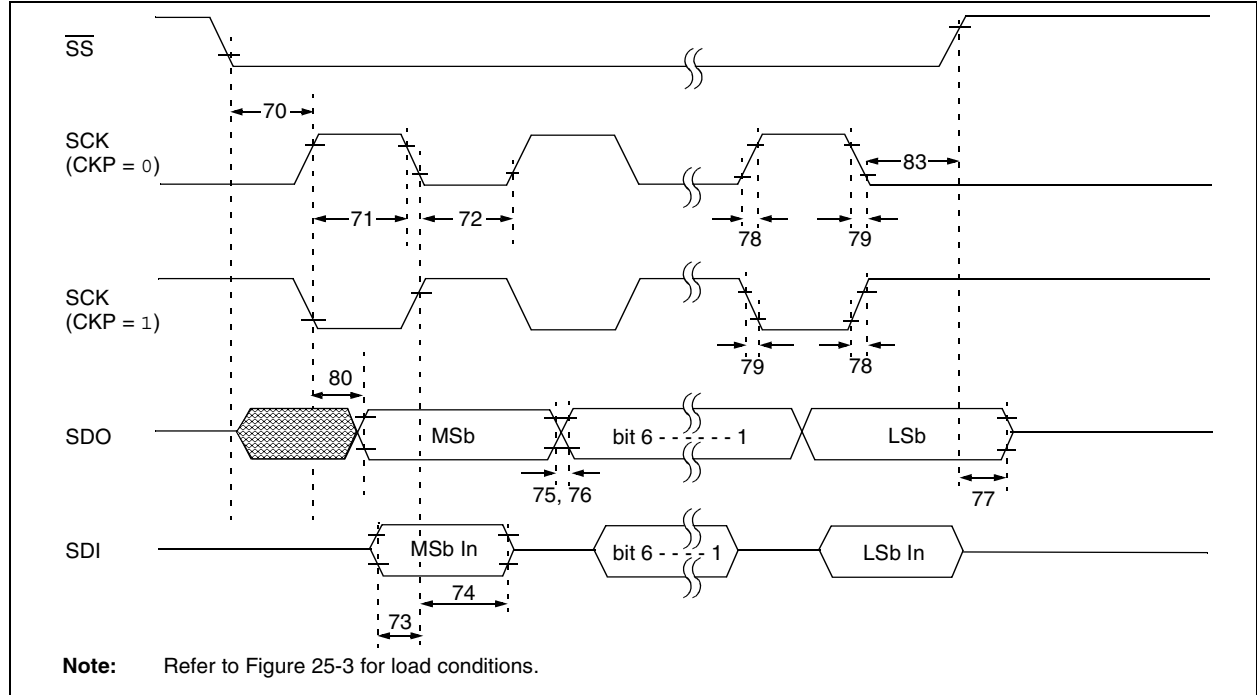 SS
70
SCK
(CKP = 0)
83
71
72
78
79
SCK
(CKP = 1)
79
78
80
SDO
MSb
bit 6 - - - - - - 1
LSb
75, 76
77
SDI
MSb In
bit 6 - - - - 1
LSb In
74
73
Note: Refer to Figure 25-3 for load conditions.